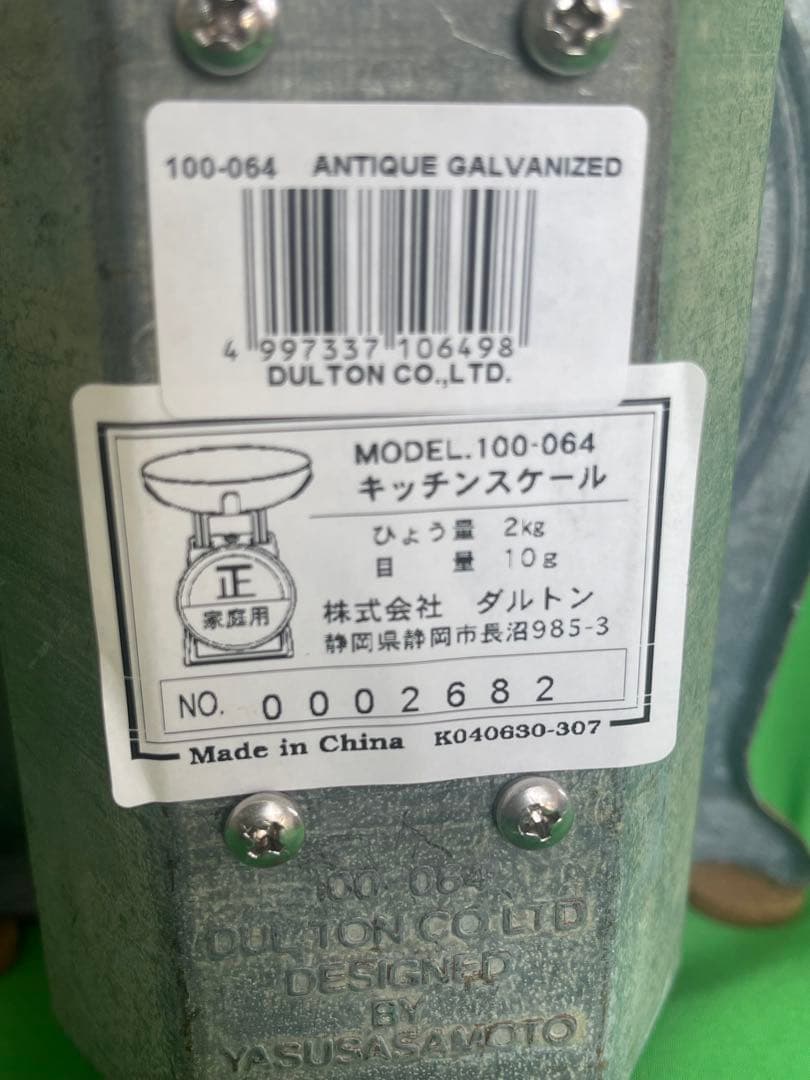 100-064 ANTIQUE GALVANIZED
4 997337 106498
DULTON CO.,LTD.
MODEL.100-064
キッチンスケール
ひょう量 2kg
目 量 10g
正
家庭用
株式会社 ダルトン
静岡県静岡市長沼985-3
NO. 0002682
Made in China K040630-307
100-064
DULTON CO LTD
DESIGNED
BY
YASUSASAMOTO